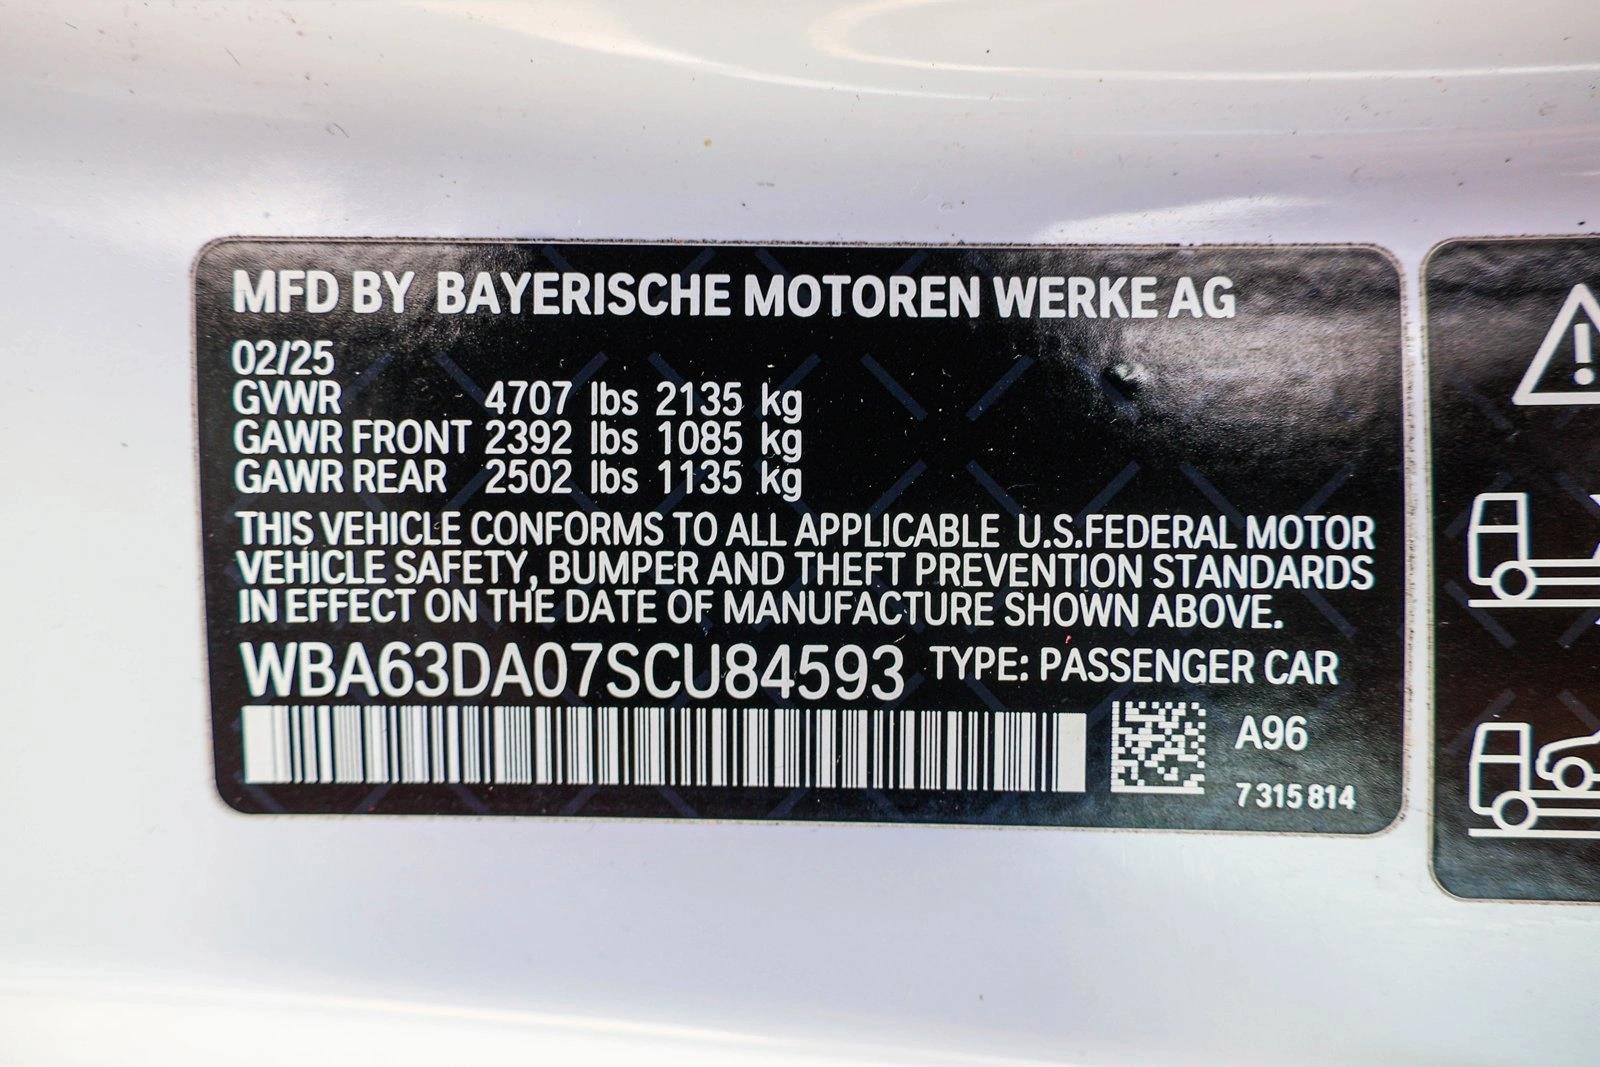 MFD BY BAYERISCHE MOTOREN WERKE AG
02/25
GVWR 4707 lbs 2135 kg
GAWR FRONT 2392 lbs 1085 kg
GAWR REAR 2502 lbs 1135 kg
THIS VEHICLE CONFORMS TO ALL APPLICABLE U.S.FEDERAL MOTOR
VEHICLE SAFETY, BUMPER AND THEFT PREVENTION STANDARDS
IN EFFECT ON THE DATE OF MANUFACTURE SHOWN ABOVE.
WBA63DA07SCU84593 TYPE: PASSENGER CAR
A96
7 315 814